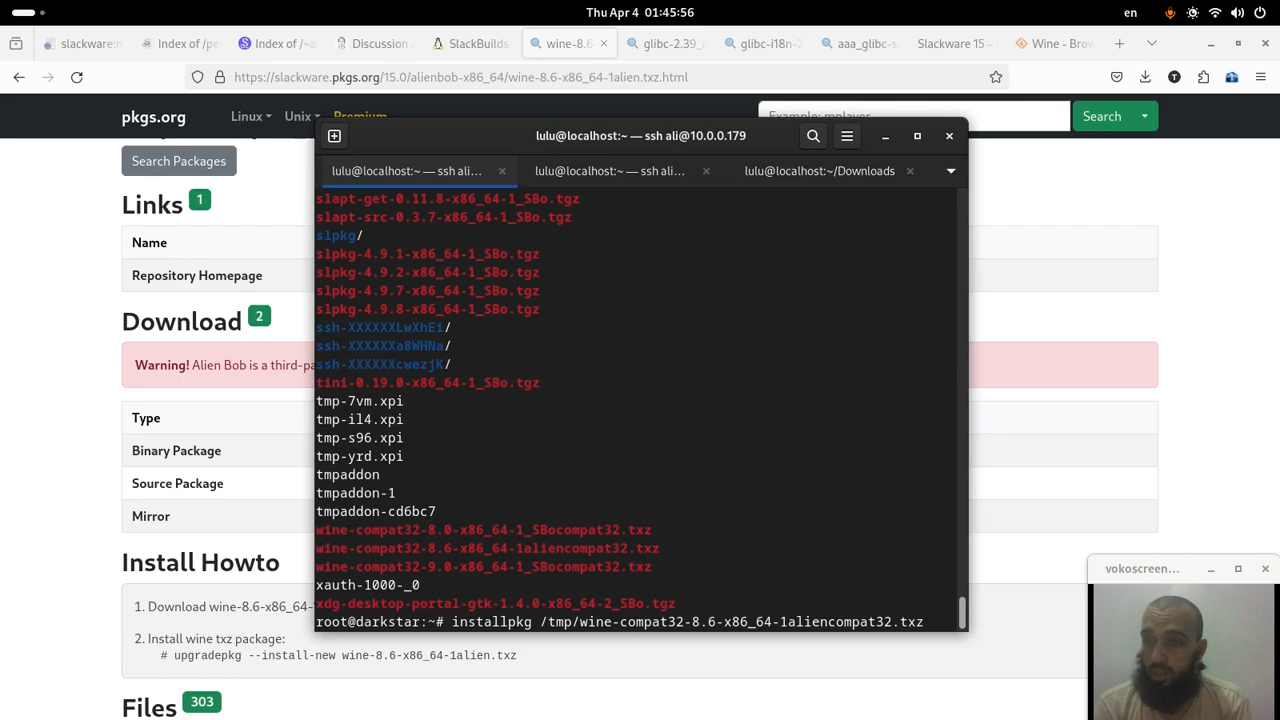 Thu Apr 4 01:45:56
en
slackware:n
Index of /pe
Index of /~a
Discussion
SlackBuilds
wine-8.6-
glibc-2.39_
glibc-i18n-2
aaa_glibc-s
Slackware 15 –
Wine - Brow
https://slackware.pkgs.org/15.0/alienbob-x86_64/wine-8.6-x86_64-1alien.txz.html
pkgs.org
Linux
Unix
Premium
Example: mplayer
Search
Search Packages
Links 1
Name
Repository Homepage
Download 2
Warning! Alien Bob is a third-pa
Type
Binary Package
Source Package
Mirror
Install Howto
1. Download wine-8.6-x86_64-
2. Install wine txz package:
# upgradepkg --install-new wine-8.6-x86_64-1alien.txz
Files 303
lulu@localhost:~ — ssh ali@10.0.0.179
lulu@localhost:~ — ssh ali…
lulu@localhost:~ — ssh ali…
lulu@localhost:~/Downloads
slapt-get-0.11.8-x86_64-1_SBo.tgz
slapt-src-0.3.7-x86_64-1_SBo.tgz
slpkg/
slpkg-4.9.1-x86_64-1_SBo.tgz
slpkg-4.9.2-x86_64-1_SBo.tgz
slpkg-4.9.7-x86_64-1_SBo.tgz
slpkg-4.9.8-x86_64-1_SBo.tgz
ssh-XXXXXXLwXhEi/
ssh-XXXXXXa8WHNa/
ssh-XXXXXXcwezjK/
tini-0.19.0-x86_64-1_SBo.tgz
tmp-7vm.xpi
tmp-il4.xpi
tmp-s96.xpi
tmp-yrd.xpi
tmpaddon
tmpaddon-1
tmpaddon-cd6bc7
wine-compat32-8.0-x86_64-1_SBocompat32.txz
wine-compat32-8.6-x86_64-1aliencompat32.txz
wine-compat32-9.0-x86_64-1_SBocompat32.txz
xauth-1000-_0
xdg-desktop-portal-gtk-1.4.0-x86_64-2_SBo.tgz
root@darkstar:~# installpkg /tmp/wine-compat32-8.6-x86_64-1aliencompat32.txz
vokoscreen…